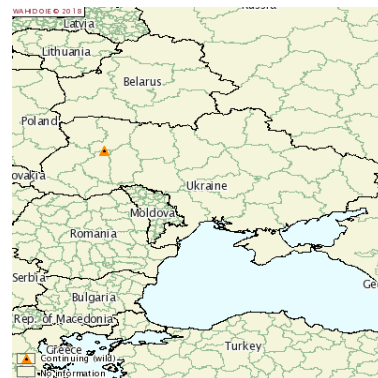 WAHID OIE © 2018
Russia
Latvia
Lithuania
Belarus
Poland
ovakia
Ukraine
Moldova
Romania
Serbia
Bulgaria
Ge
Rep. of Macedonia
Turkey
Greece
Continuing (wild)
No information